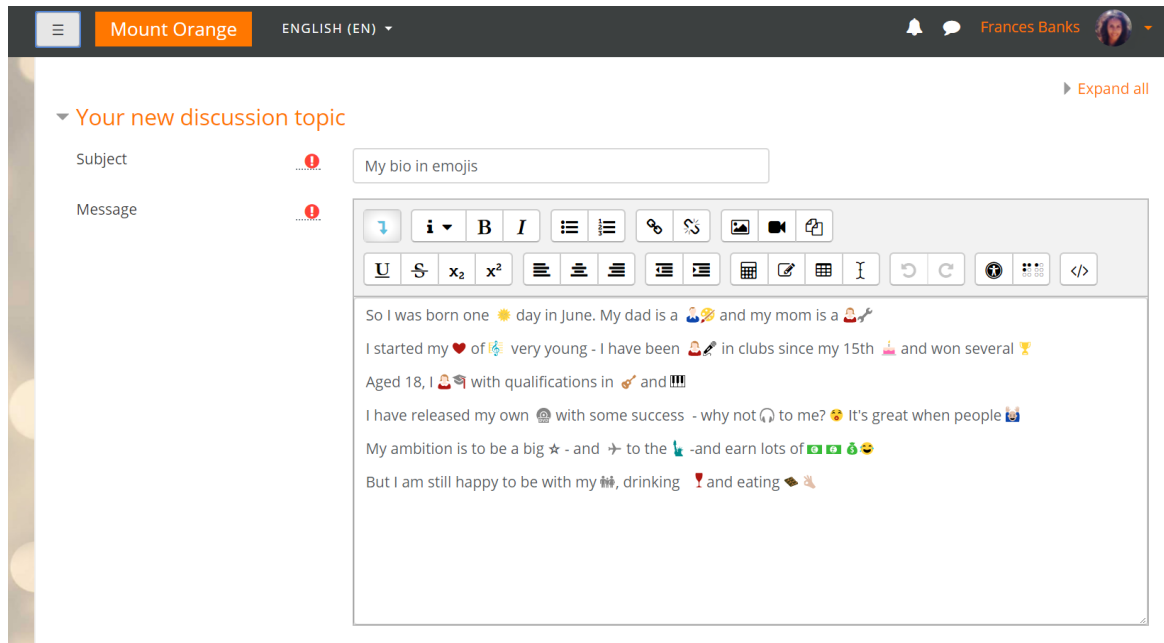 Mount Orange ENGLISH (EN) Frances Banks
Expand all
Your new discussion topic
Subject My bio in emojis
Message
i B I
U S x₂ x² </>
So I was born one ☀️ day in June. My dad is a 👨‍🎨 and my mom is a 👩‍🔧
I started my ❤️ of 🎼 very young - I have been 👩‍🎤 in clubs since my 15th 🎂 and won several 🏆
Aged 18, I 👩‍🎓 with qualifications in 🎸 and 🎹
I have released my own 💿 with some success - why not 🎧 to me? 😲 It's great when people 🙌
My ambition is to be a big ⭐ - and ✈️ to the 🗽 -and earn lots of 💵 💵 💰😂
But I am still happy to be with my 👪, drinking 🍷 and eating 🍫 👌